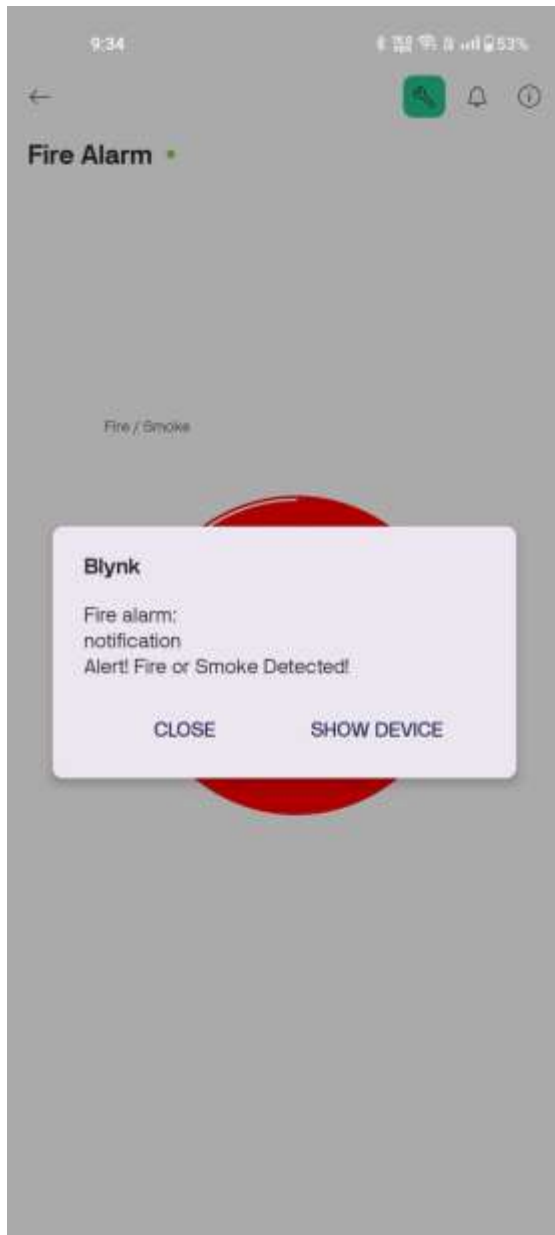 9:34
53%
Fire Alarm
Fire / Smoke
Blynk
Fire alarm:
notification
Alert! Fire or Smoke Detected!
CLOSE
SHOW DEVICE